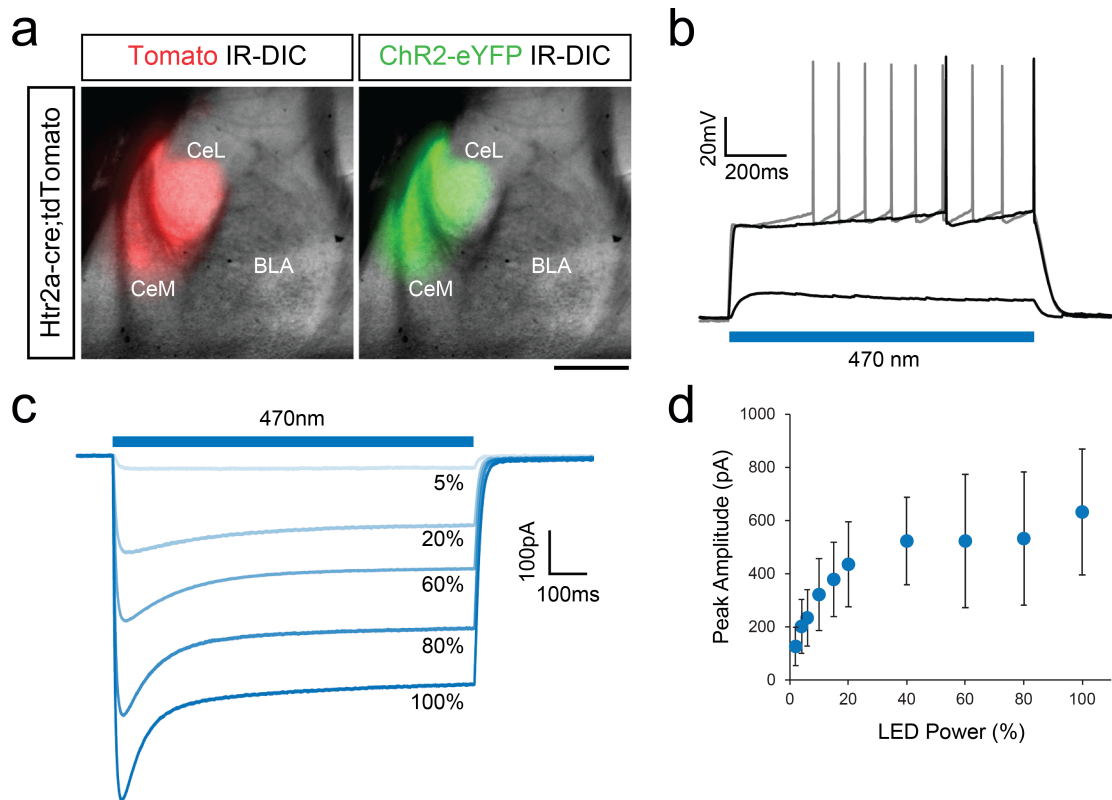 a
Tomato IR-DIC
ChR2-eYFP IR-DIC
Htr2a-cre;tdTomato
CeL
BLA
CeM
CeL
BLA
CeM
b
20mV
200ms
470 nm
c
470nm
5%
20%
60%
80%
100%
100pA
100ms
d
Peak Amplitude (pA)
1000
800
600
400
200
0
0 20 40 60 80 100
LED Power (%)